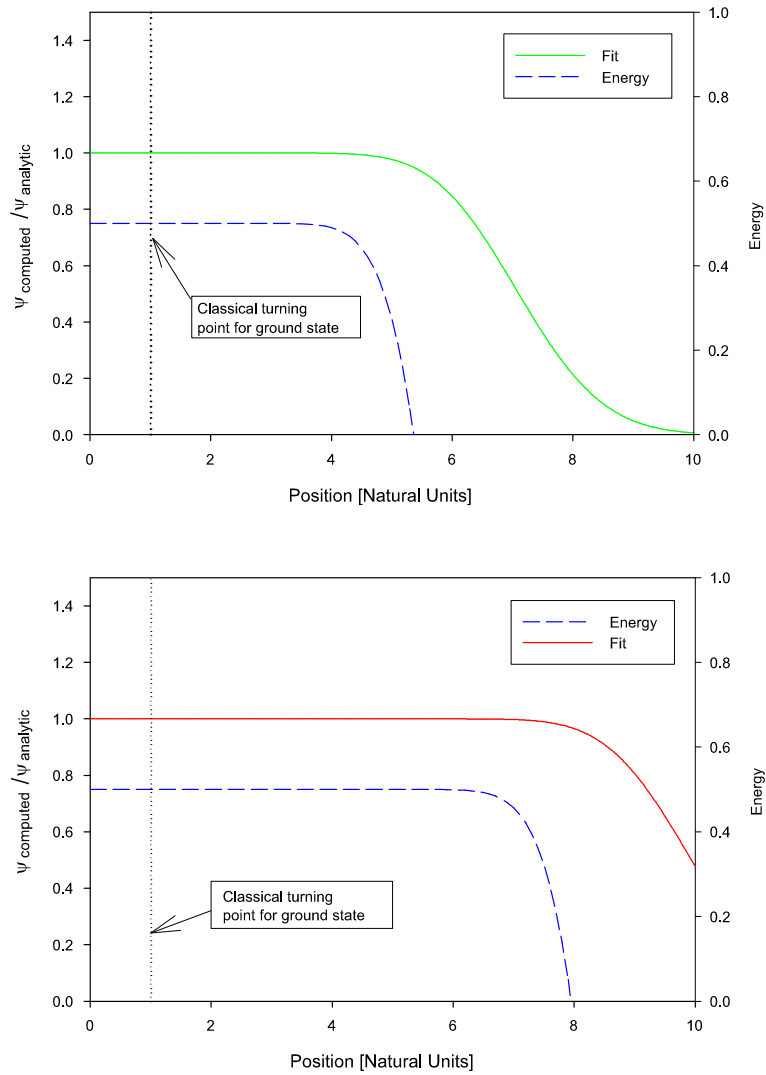 1.4
1.2
1.0
0.8
0.6
0.4
0.2
0.0
Ψ computed / Ψ analytic
1.0
0.8
0.6
0.4
0.2
0.0
Energy
Fit
Energy
Classical turning
point for ground state
0 2 4 6 8 10
Position [Natural Units]
1.4
1.2
1.0
0.8
0.6
0.4
0.2
0.0
Ψ computed / Ψ analytic
1.0
0.8
0.6
0.4
0.2
0.0
Energy
Energy
Fit
Classical turning
point for ground state
0 2 4 6 8 10
Position [Natural Units]